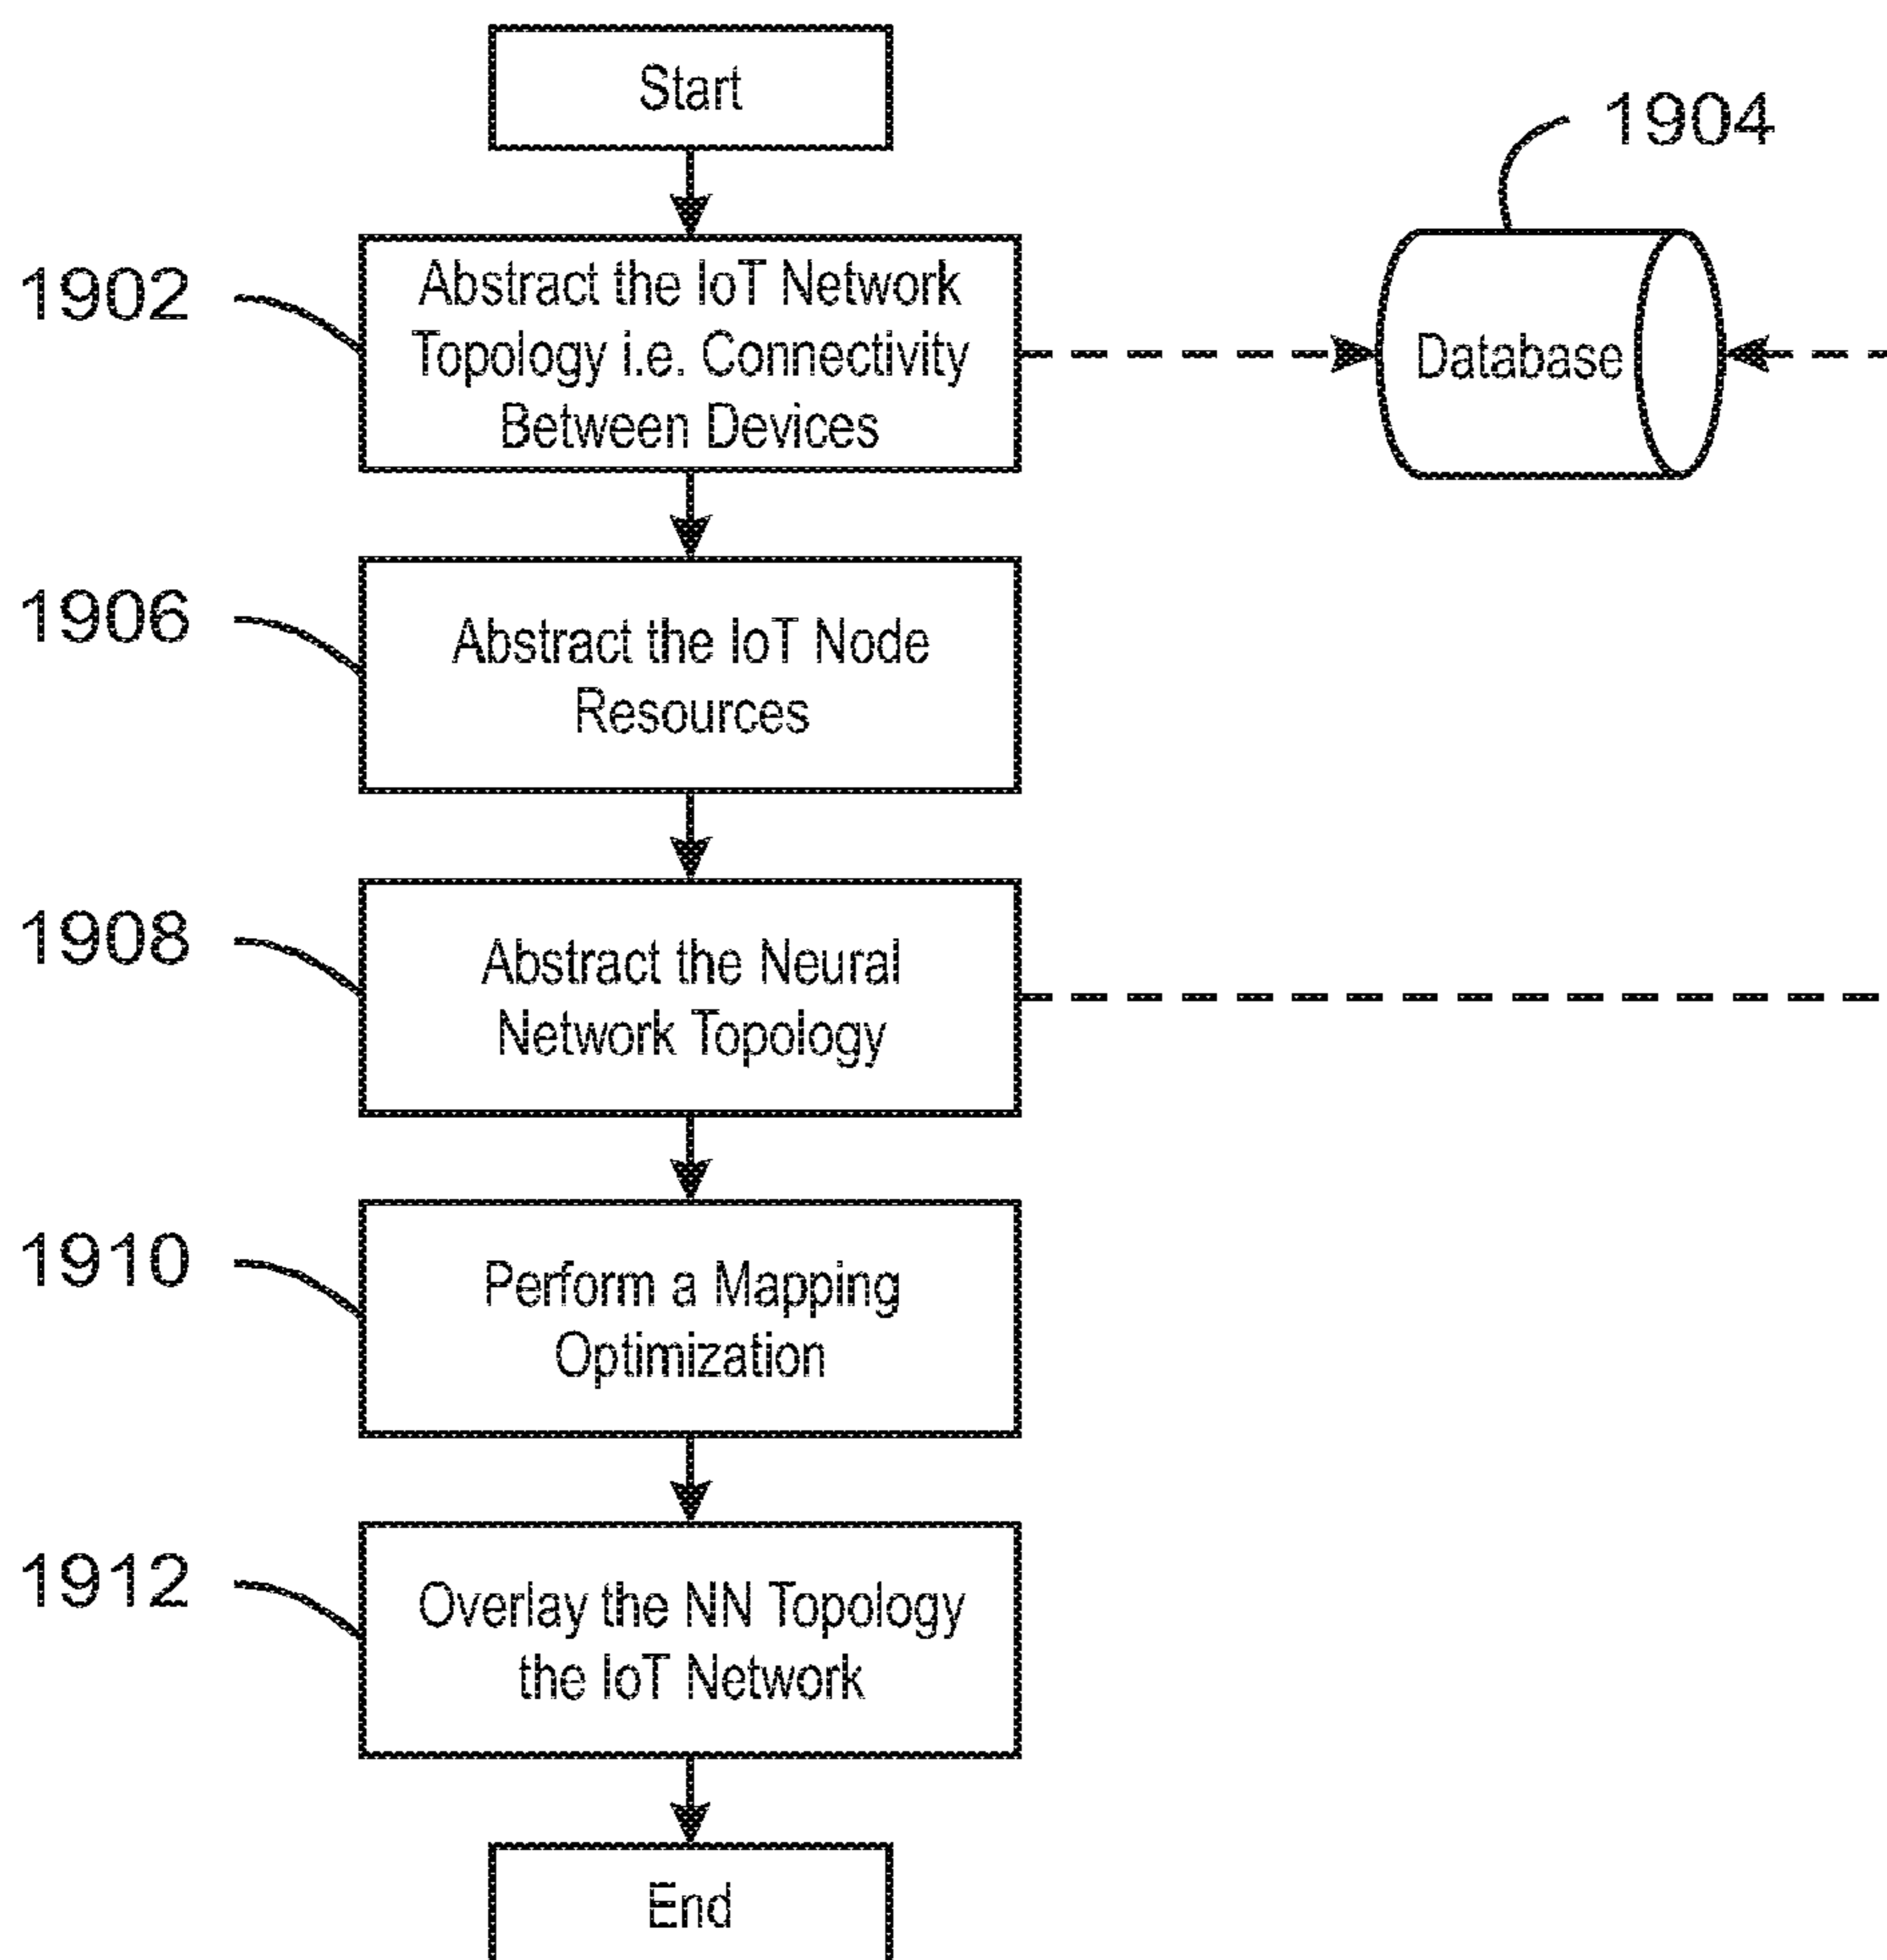 Start
1904
1902
Abstract the IoT Network
Topology i.e. Connectivity
Between Devices
Database
1906
Abstract the IoT Node
Resources
1908
Abstract the Neural
Network Topology
1910
Perform a Mapping
Optimization
1912
Overlay the NN Topology
the IoT Network
End